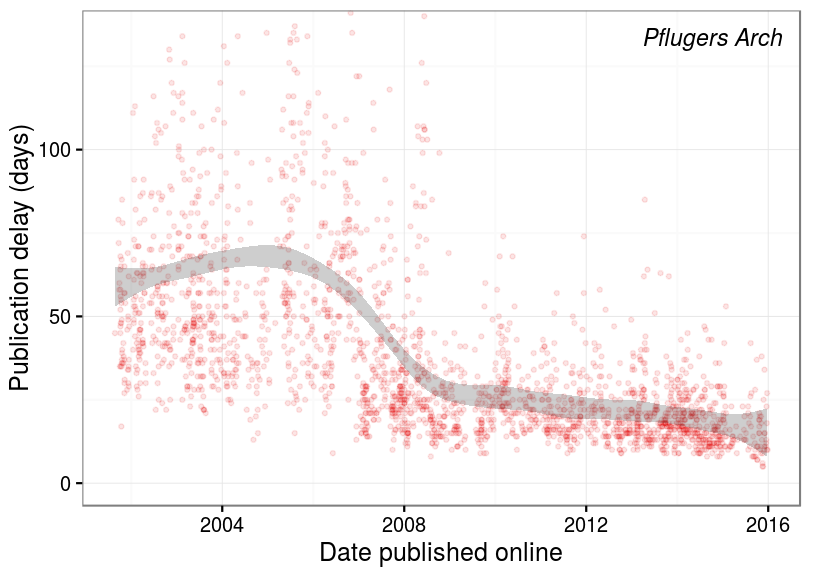 Pflugers Arch
Publication delay (days)
100
50
0
2004 2008 2012 2016
Date published online